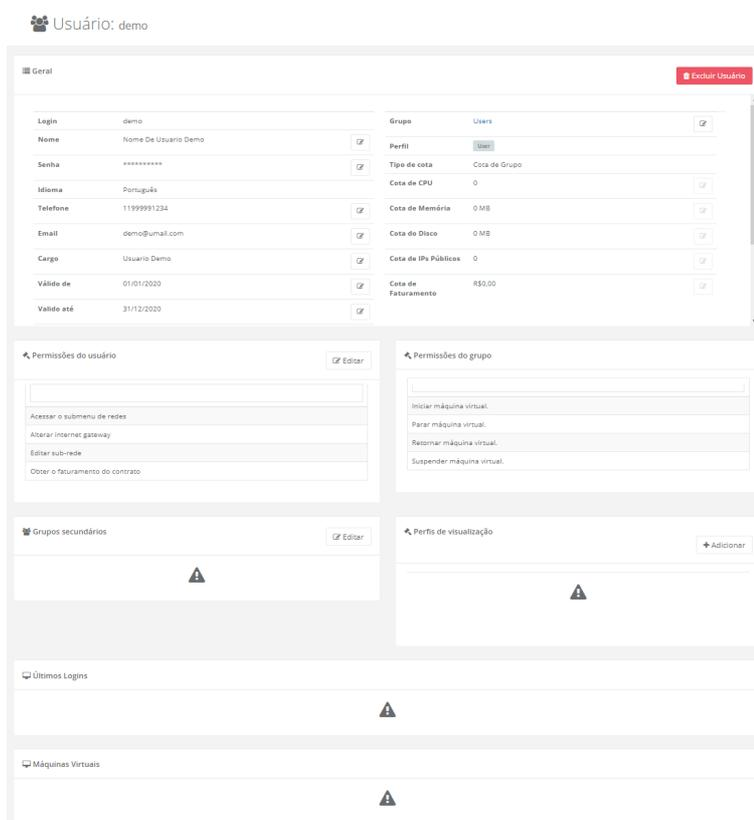 Usuário: demo
Geral
Excluir Usuário
Login demo
Nome Nome De Usuario Demo
Senha **********
Idioma Português
Telefone 11999991234
Email demo@umail.com
Cargo Usuario Demo
Válido de 01/01/2020
Valido até 31/12/2020
Grupo Users
Perfil User
Tipo de cota Cota de Grupo
Cota de CPU 0
Cota de Memória 0 MB
Cota do Disco 0 MB
Cota de IPs Públicos 0
Cota de R$0,00
Faturamento
Permissões do usuário
Editar
Acessar o submenu de redes
Alterar internet gateway
Editar sub-rede
Obter o faturamento do contrato
Permissões do grupo
Iniciar máquina virtual.
Parar máquina virtual.
Retornar máquina virtual.
Suspender máquina virtual.
Grupos secundários
Editar
Perfis de visualização
Adicionar
Últimos Logins
Máquinas Virtuais